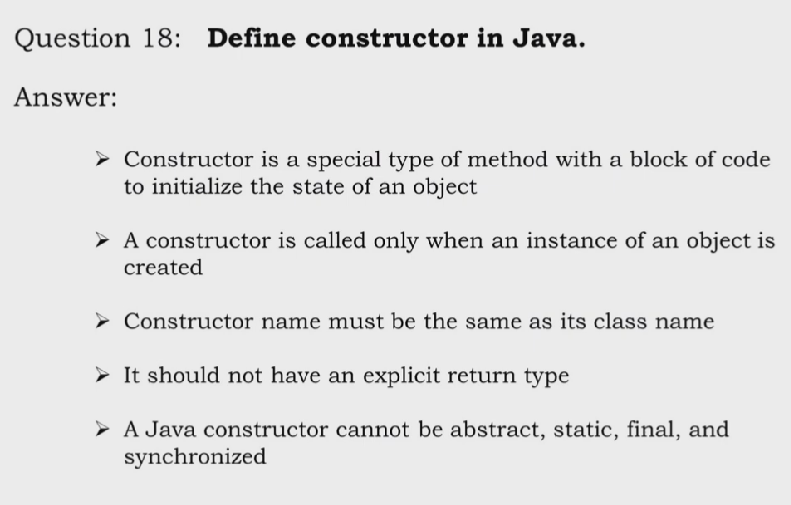 Question 18: Define constructor in Java.
Answer:
➢ Constructor is a special type of method with a block of code
to initialize the state of an object
➢ A constructor is called only when an instance of an object is
created
➢ Constructor name must be the same as its class name
➢ It should not have an explicit return type
➢ A Java constructor cannot be abstract, static, final, and
synchronized